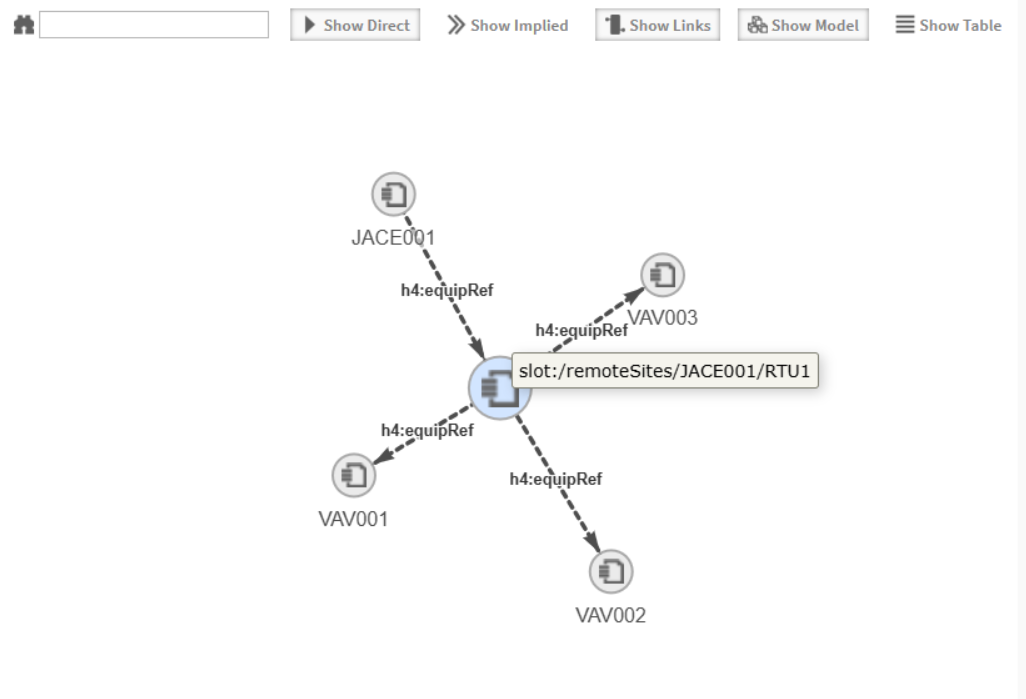 Show Direct
Show Implied
Show Links
Show Model
Show Table
JACE001
h4:equipRef
VAV003
h4:equipRef
slot:/remoteSites/JACE001/RTU1
h4:equipRef
VAV001
h4:equipRef
VAV002